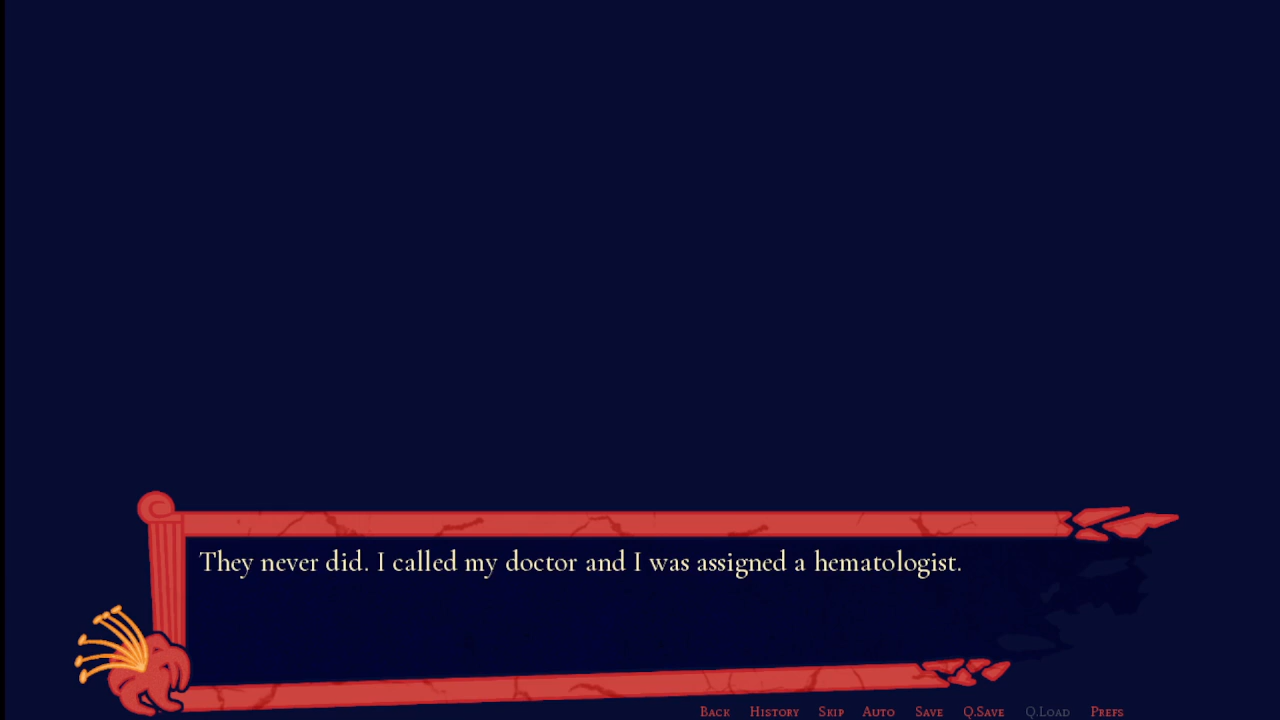 They never did. I called my doctor and I was assigned a hematologist.
Back History Skip Auto Save Q.Save Q.Load Prefs